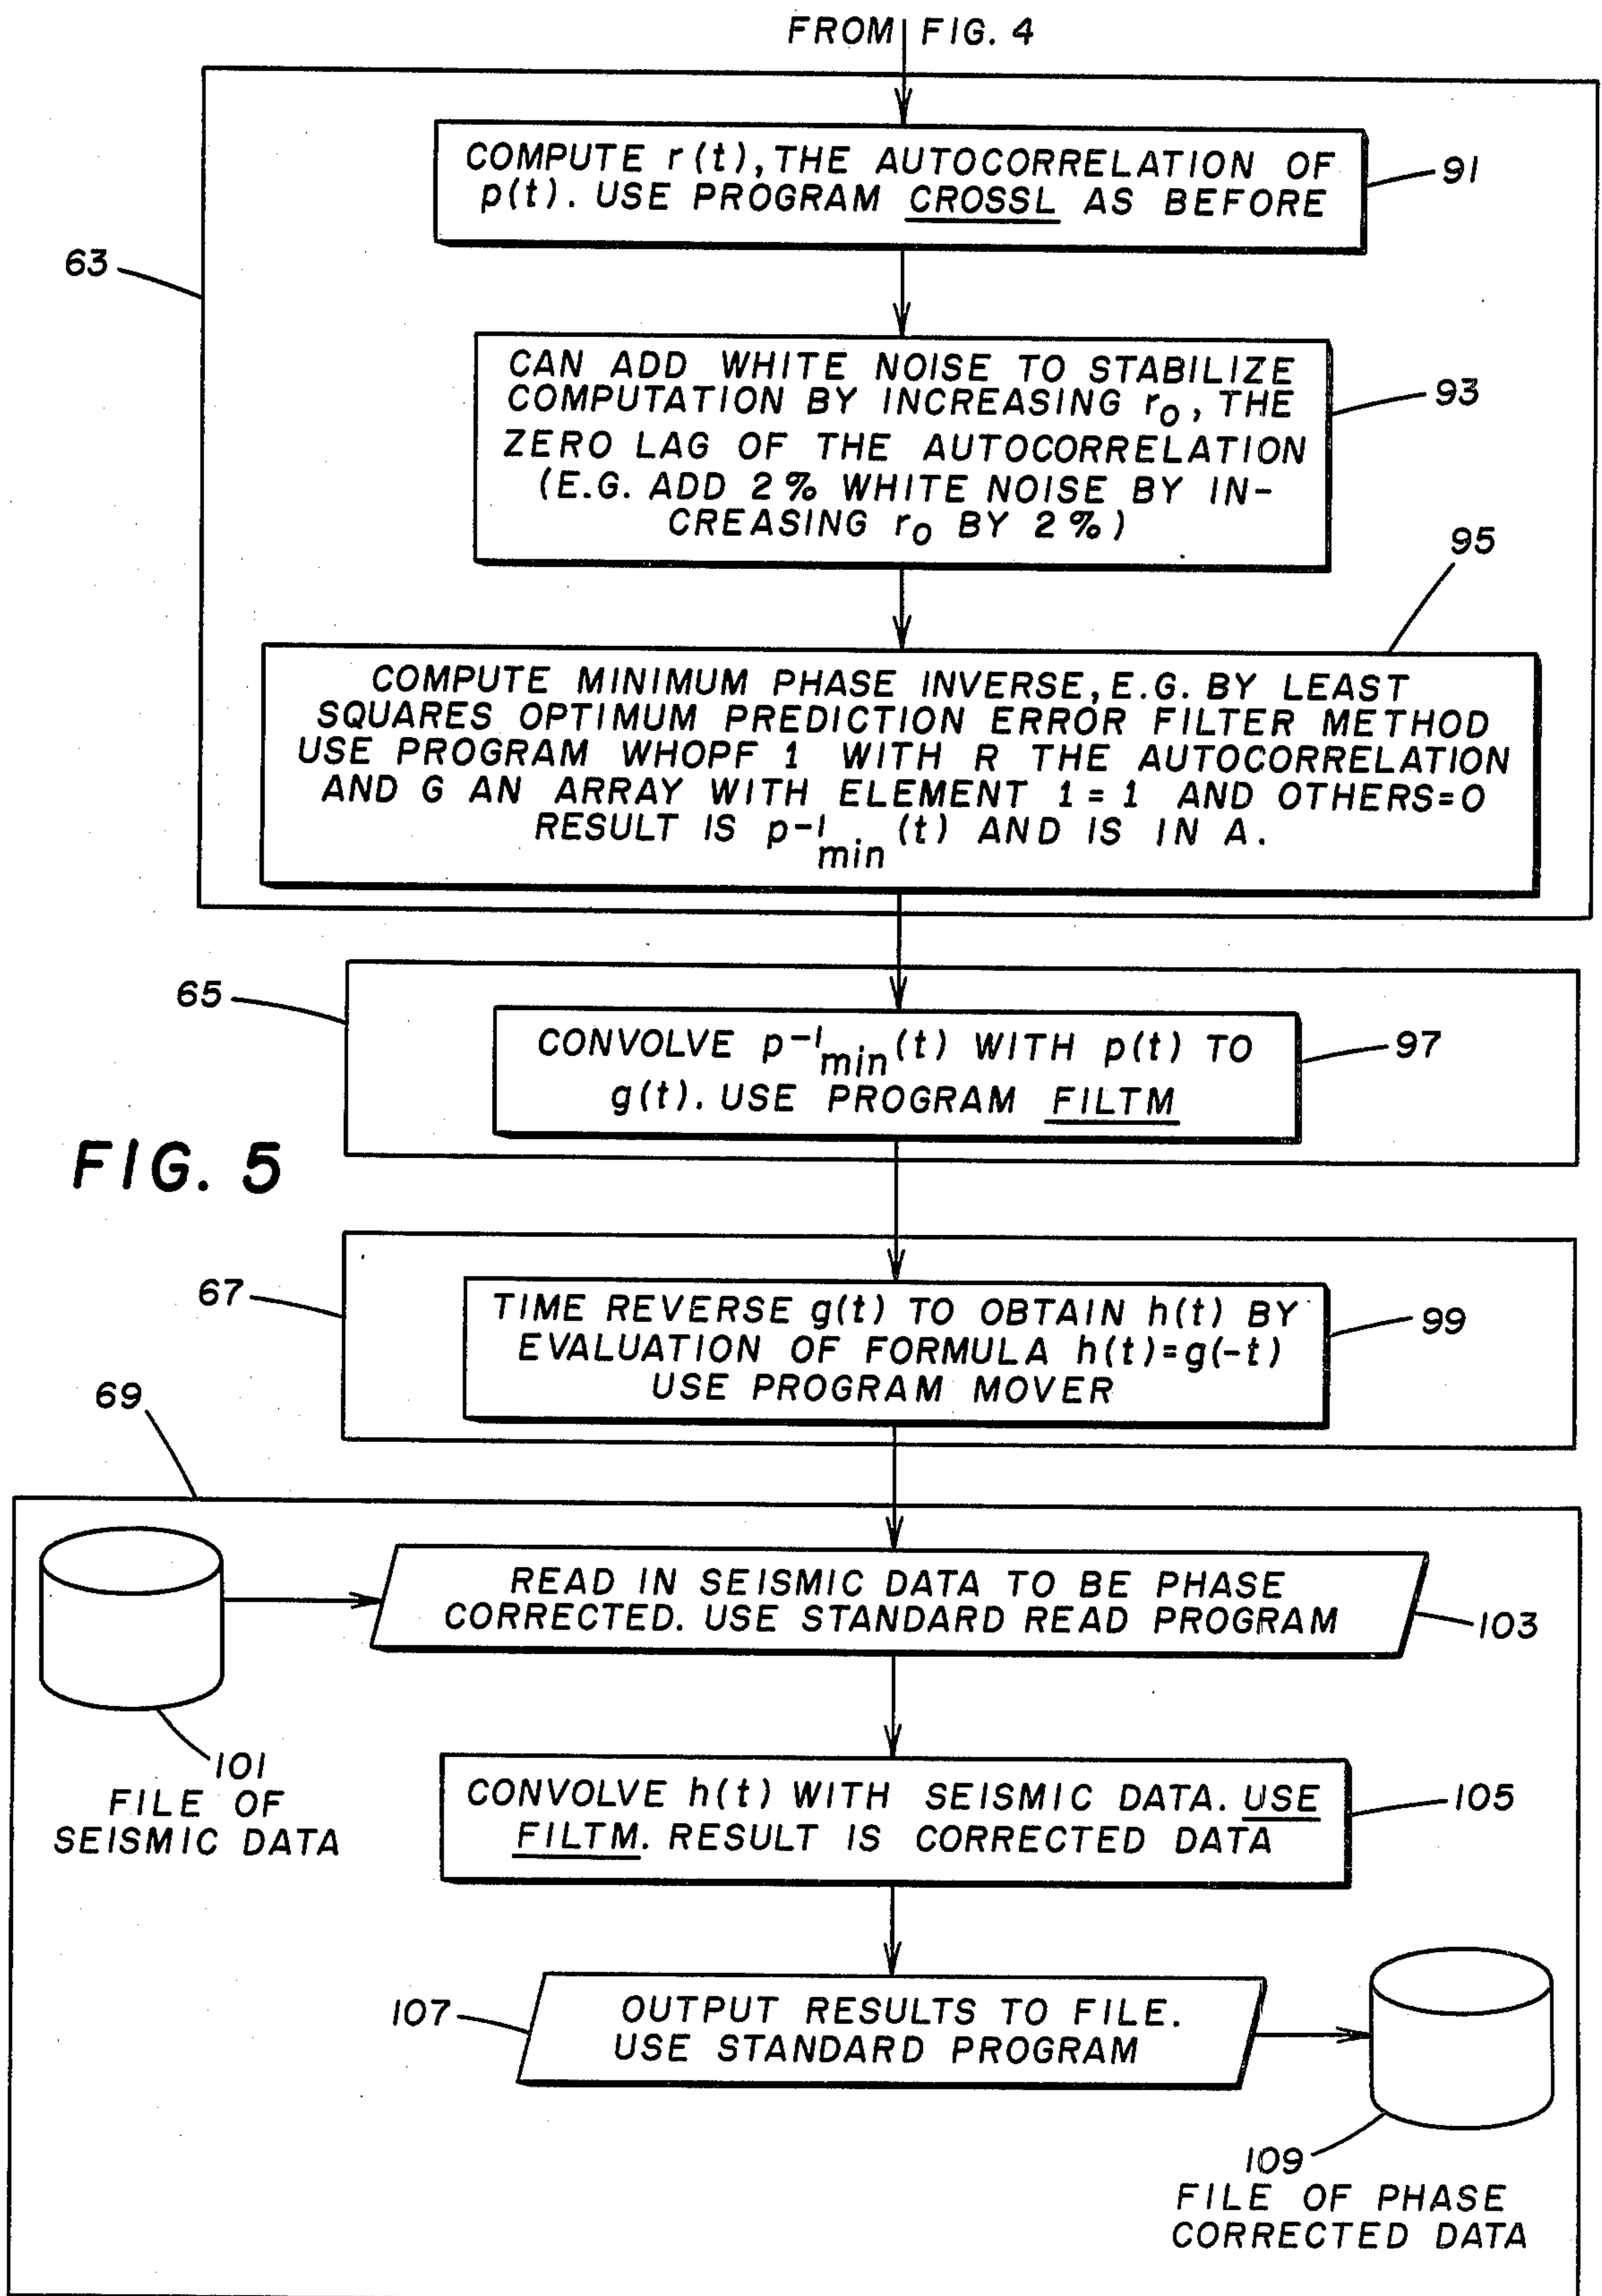 FROM FIG. 4
COMPUTE r(t), THE AUTOCORRELATION OF
p(t). USE PROGRAM CROSSL AS BEFORE
91
63
CAN ADD WHITE NOISE TO STABILIZE
COMPUTATION BY INCREASING r₀, THE
ZERO LAG OF THE AUTOCORRELATION
(E.G. ADD 2% WHITE NOISE BY IN-
CREASING r₀ BY 2%)
93
95
COMPUTE MINIMUM PHASE INVERSE, E.G. BY LEAST
SQUARES OPTIMUM PREDICTION ERROR FILTER METHOD
USE PROGRAM WHOPF 1 WITH R THE AUTOCORRELATION
AND G AN ARRAY WITH ELEMENT 1 = 1 AND OTHERS=0
RESULT IS p-1min (t) AND IS IN A.
65
CONVOLVE p-1min(t) WITH p(t) TO
g(t). USE PROGRAM FILTM
97
FIG. 5
67
TIME REVERSE g(t) TO OBTAIN h(t) BY
EVALUATION OF FORMULA h(t)=g(-t)
USE PROGRAM MOVER
99
69
READ IN SEISMIC DATA TO BE PHASE
CORRECTED. USE STANDARD READ PROGRAM
103
101
FILE OF
SEISMIC DATA
CONVOLVE h(t) WITH SEISMIC DATA. USE
FILTM. RESULT IS CORRECTED DATA
105
107
OUTPUT RESULTS TO FILE.
USE STANDARD PROGRAM
109
FILE OF PHASE
CORRECTED DATA